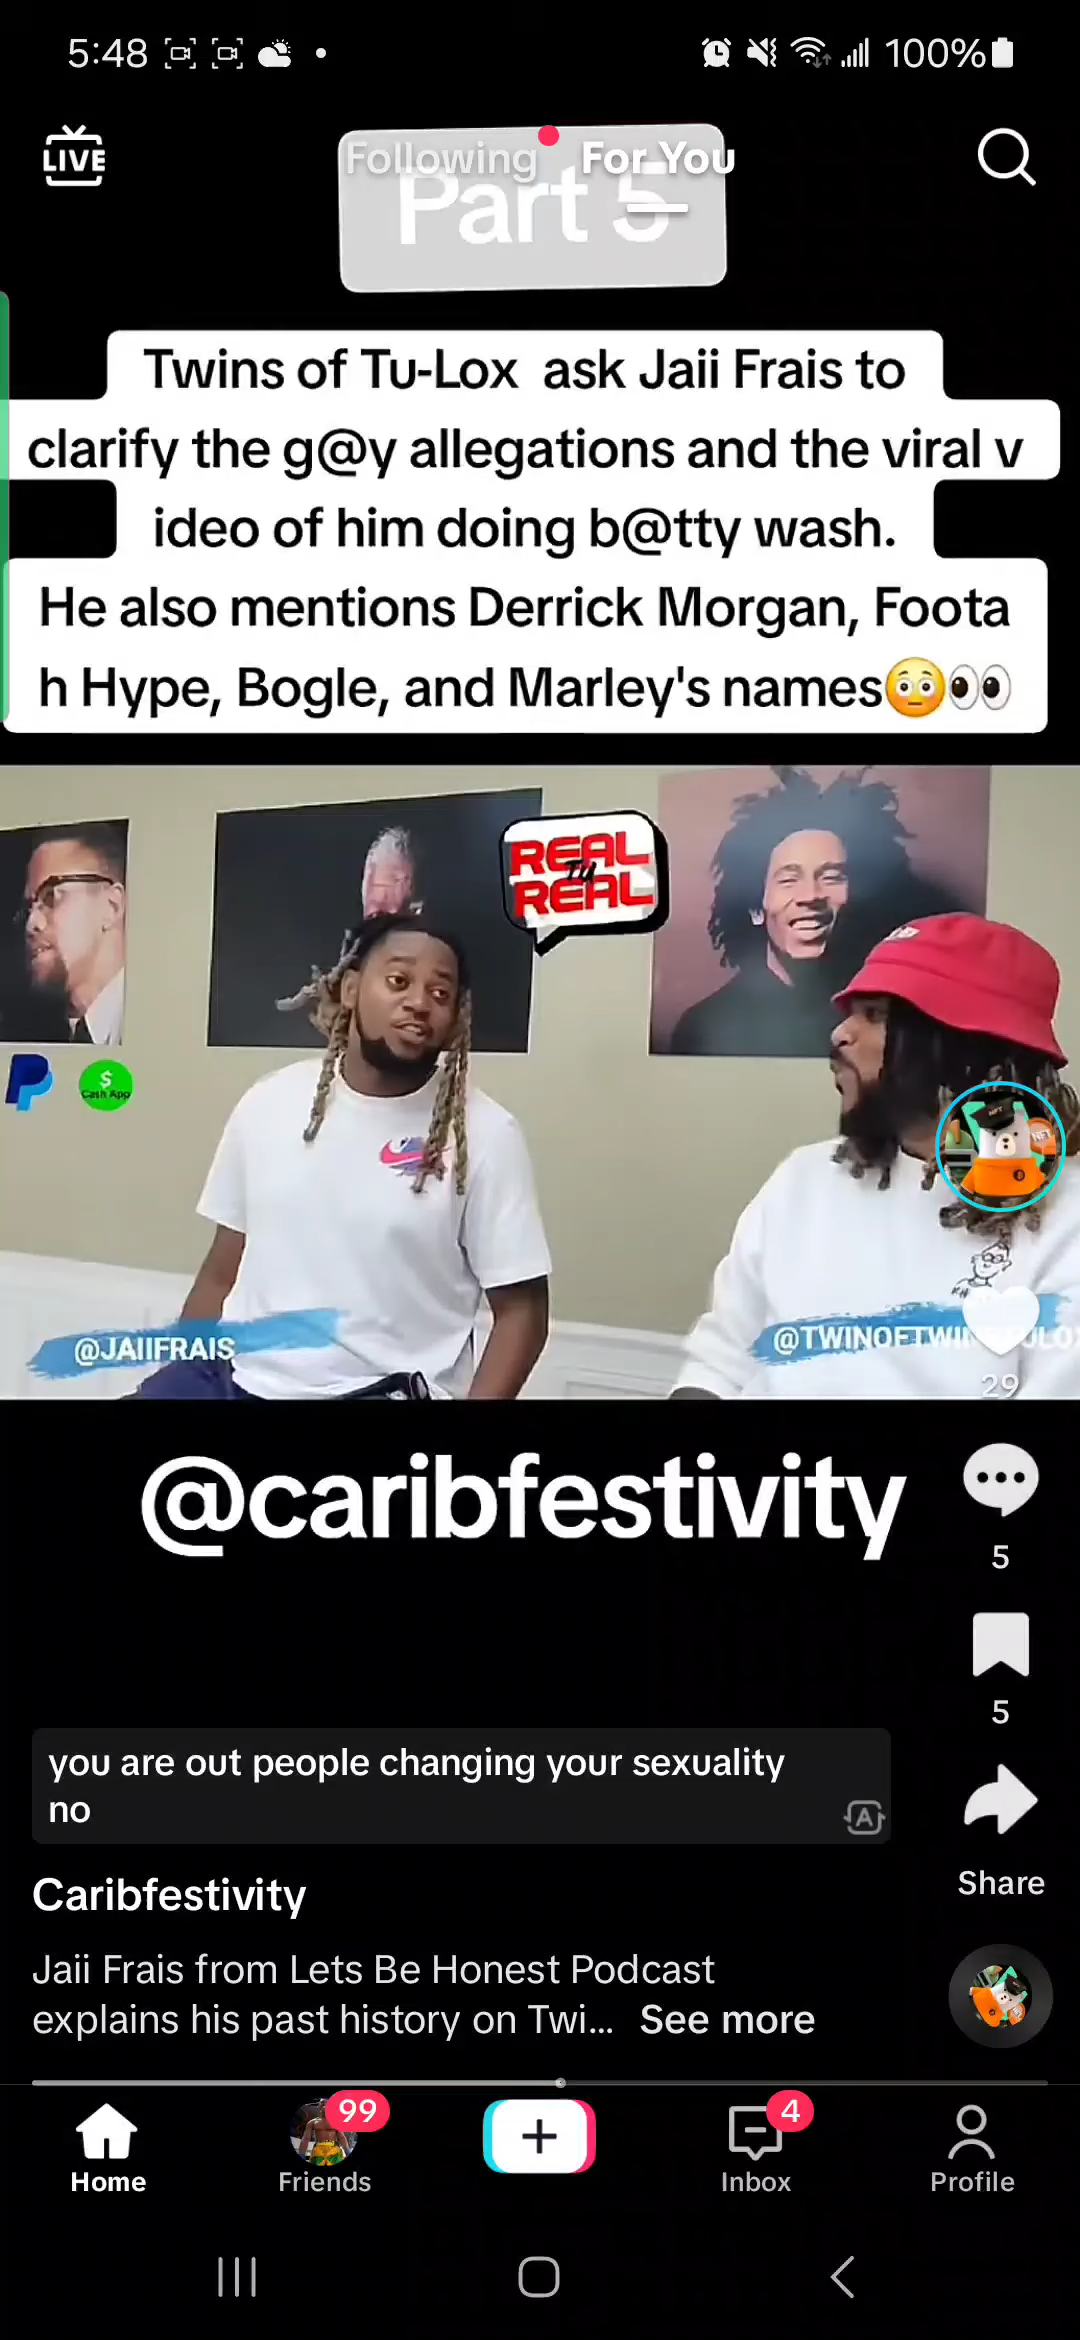 5:48
100%
LIVE
Following
For You
Part 5
Twins of Tu-Lox ask Jaii Frais to
clarify the g@y allegations and the viral v
ideo of him doing b@tty wash.
He also mentions Derrick Morgan, Foota
h Hype, Bogle, and Marley's names😳👀
REAL
TU
REAL
$
Cash App
NFT
@JAIIFRAIS
29
@caribfestivity
5
5
you are out people changing your sexuality
no
A
Share
Caribfestivity
Jaii Frais from Lets Be Honest Podcast
explains his past history on Twi... See more
99
4
Home
Friends
Inbox
Profile